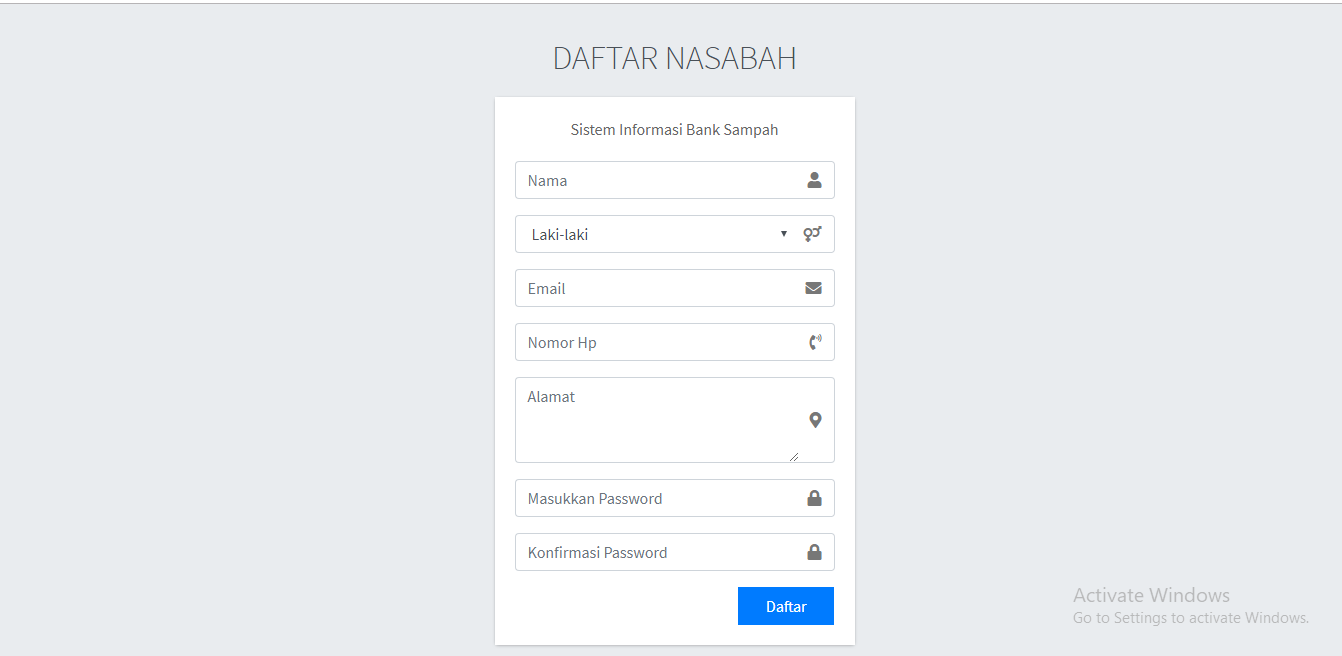 DAFTAR NASABAH
Sistem Informasi Bank Sampah
Nama
Laki-laki
Email
Nomor Hp
Alamat
Masukkan Password
Konfirmasi Password
Daftar
Activate Windows
Go to Settings to activate Windows.